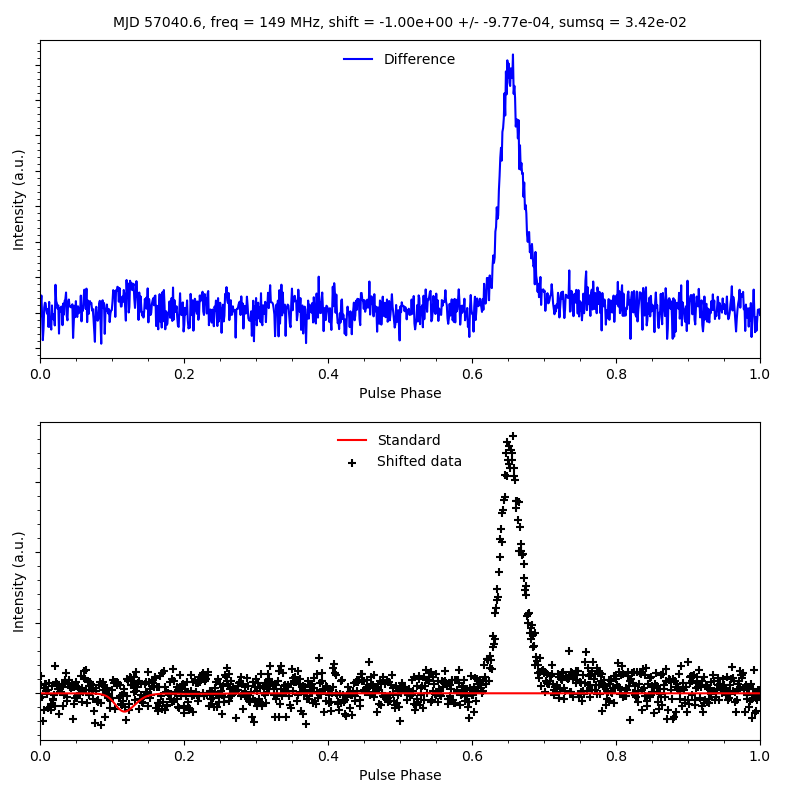 MJD 57040.6, freq = 149 MHz, shift = -1.00e+00 +/- -9.77e-04, sumsq = 3.42e-02
Difference
Intensity (a.u.)
0.0 0.2 0.4 0.6 0.8 1.0
Pulse Phase
Standard
Shifted data
Intensity (a.u.)
0.0 0.2 0.4 0.6 0.8 1.0
Pulse Phase